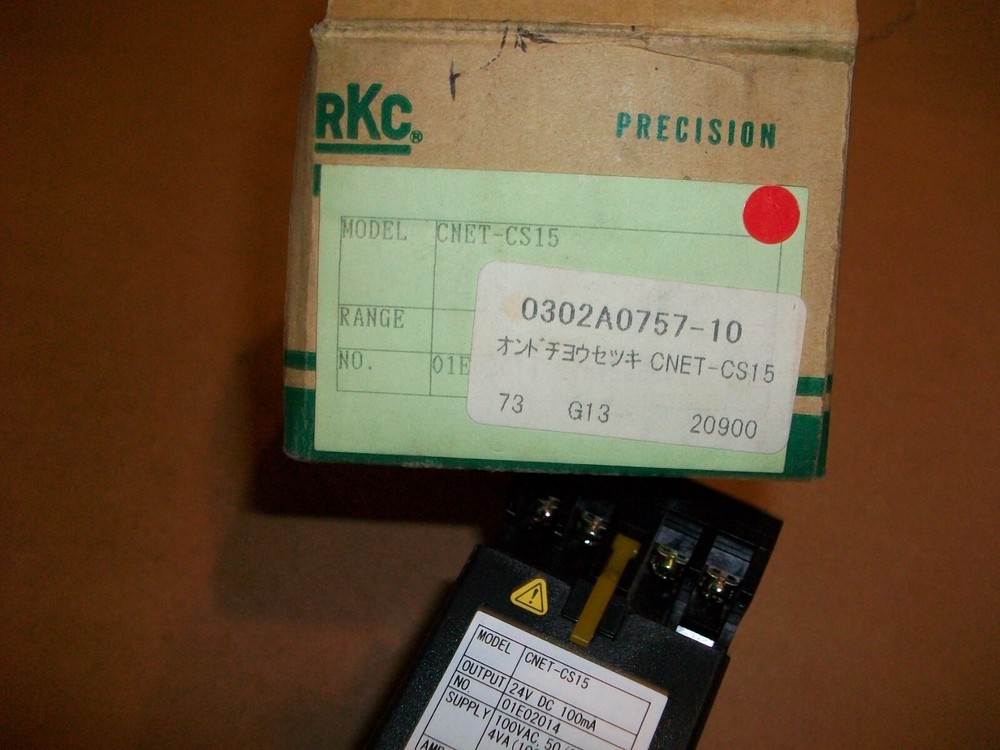 RKC®
PRECISION
MODEL CNET-CS15
RANGE
NO. 01E
0302A0757-10
オンドチヨウセツキ CNET-CS15
73 G13 20900
MODEL CNET-CS15
OUTPUT 24V DC 100mA
NO 01E02014
SUPPLY 100VAC, 50/
4VA(10